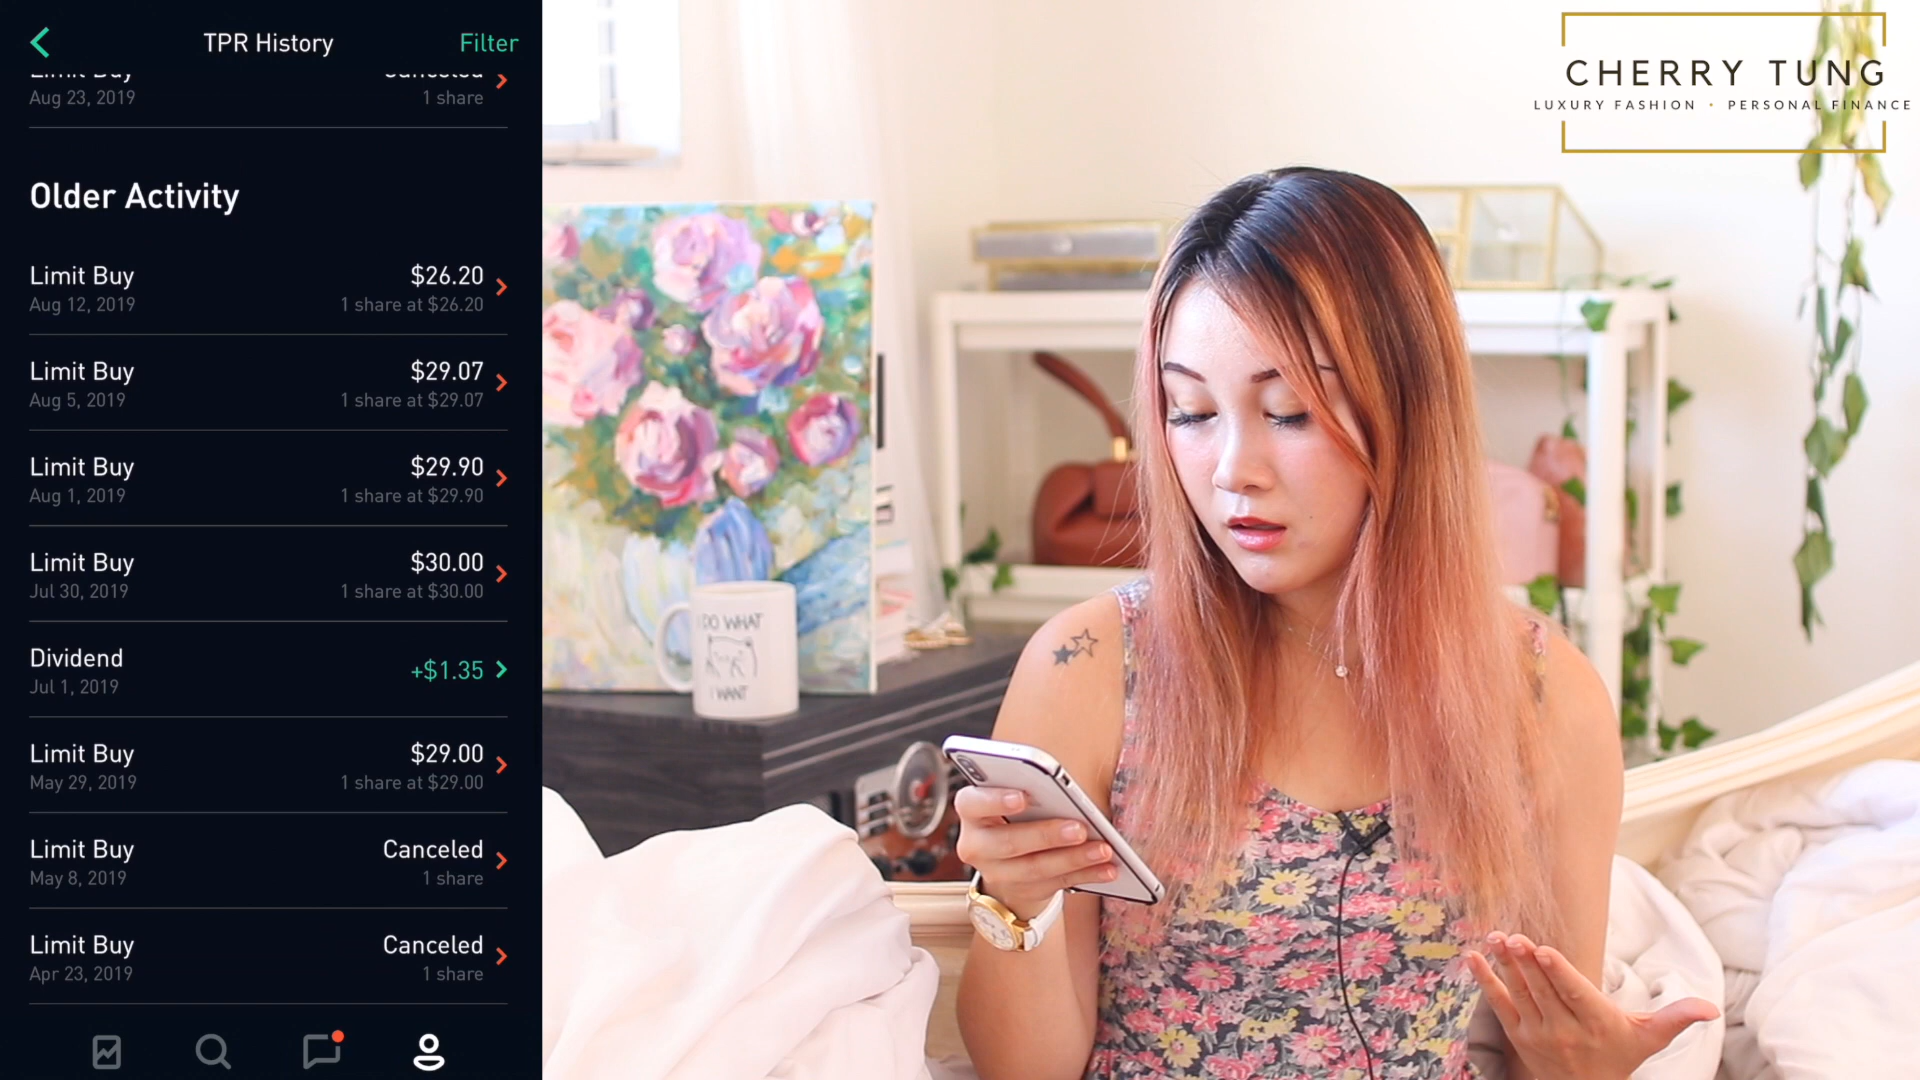 TPR History
Filter
Limit Buy
Canceled
Aug 23, 2019
1 share
Older Activity
Limit Buy
$26.20
Aug 12, 2019
1 share at $26.20
Limit Buy
$29.07
Aug 5, 2019
1 share at $29.07
Limit Buy
$29.90
Aug 1, 2019
1 share at $29.90
Limit Buy
$30.00
Jul 30, 2019
1 share at $30.00
Dividend
+$1.35
Jul 1, 2019
Limit Buy
$29.00
May 29, 2019
1 share at $29.00
Limit Buy
Canceled
May 8, 2019
1 share
Limit Buy
Canceled
Apr 23, 2019
1 share
CHERRY TUNG
LUXURY FASHION • PERSONAL FINANCE
I DO WHAT
I WANT